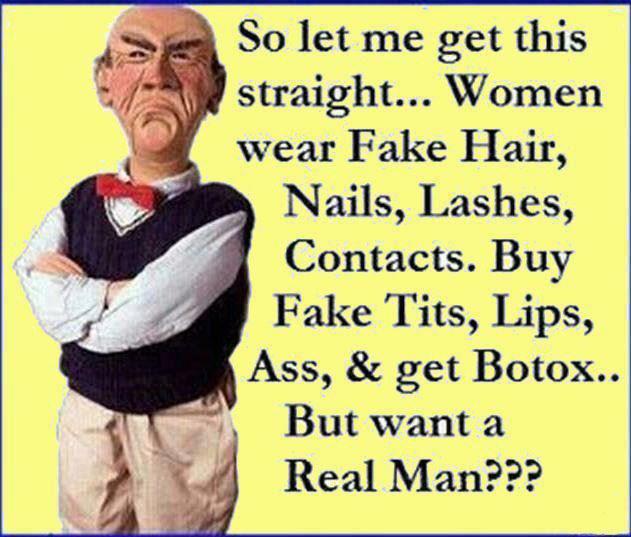 So let me get this
straight... Women
wear Fake Hair,
Nails, Lashes,
Contacts. Buy
Fake Tits, Lips,
Ass, & get Botox..
But want a
Real Man???